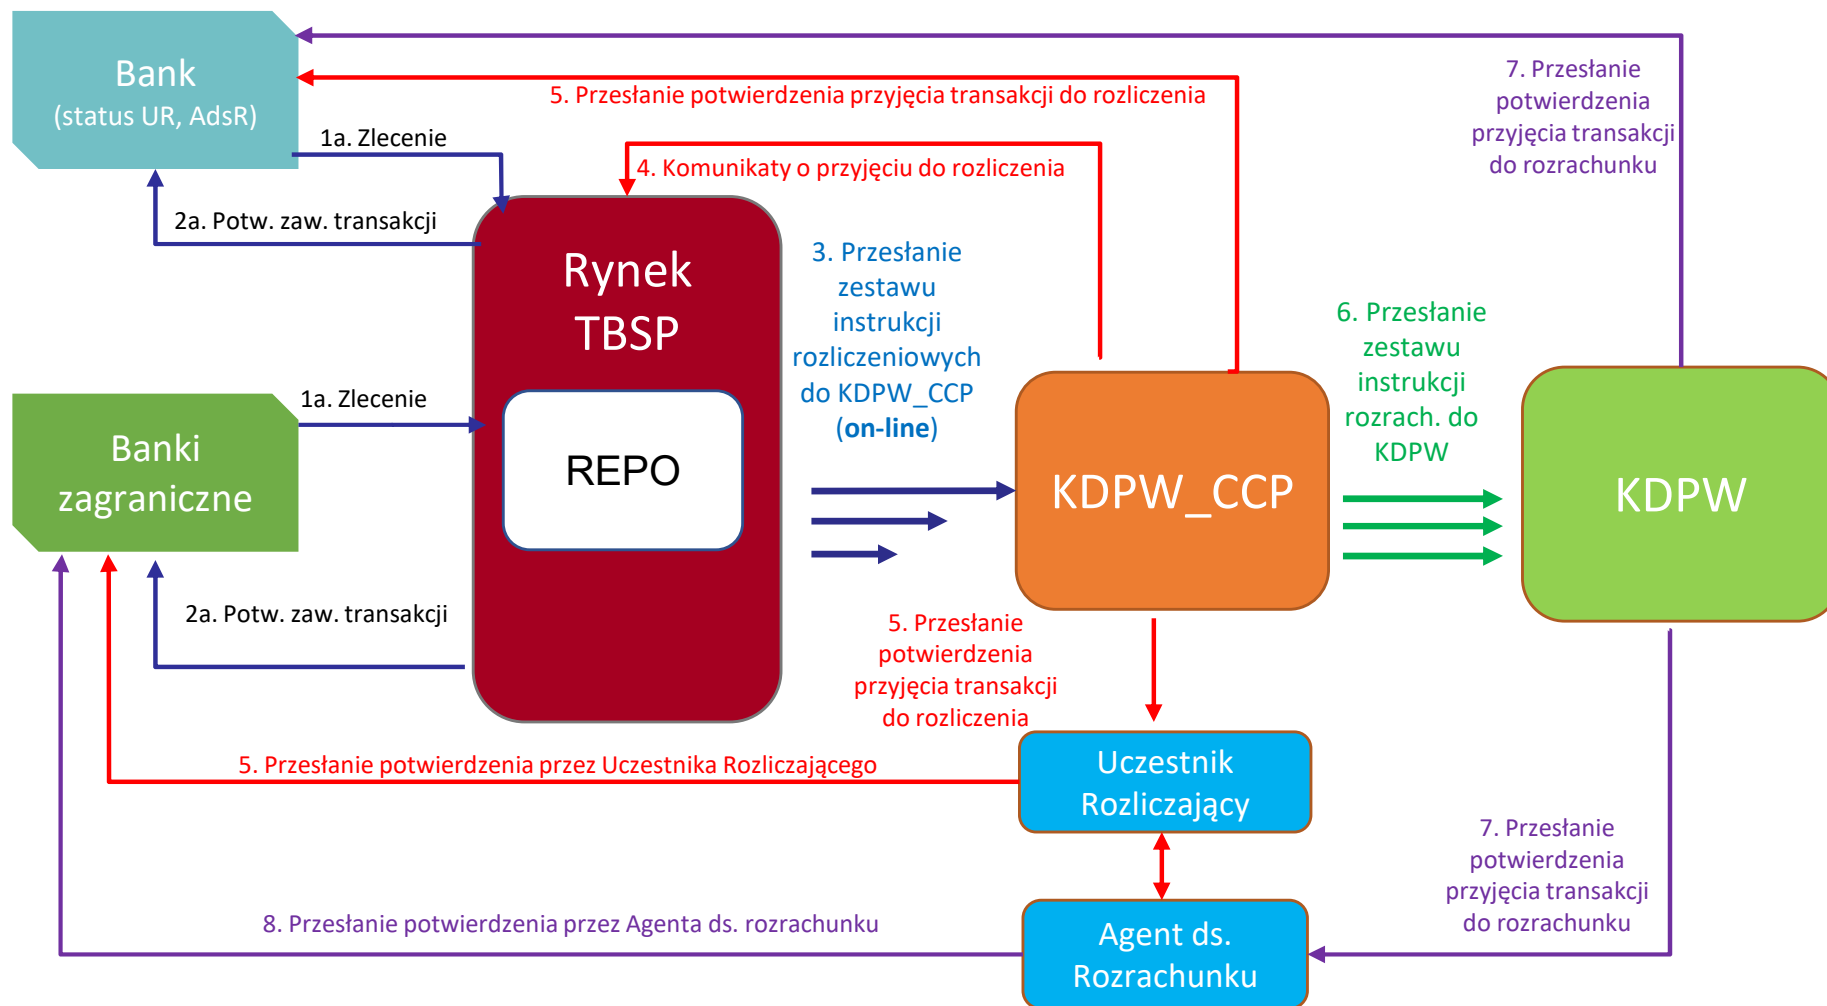 Bank
(status UR, AdsR)
7. Przesłanie
potwierdzenia
przyjęcia transakcji
do rozrachunku
5. Przesłanie potwierdzenia przyjęcia transakcji do rozliczenia
1a. Zlecenie
4. Komunikaty o przyjęciu do rozliczenia
2a. Potw. zaw. transakcji
Rynek
TBSP
3. Przesłanie
zestawu
instrukcji
rozliczeniowych
do KDPW_CCP
(on-line)
6. Przesłanie
zestawu
instrukcji
rozrach. do
KDPW
1a. Zlecenie
Banki
zagraniczne
REPO
KDPW_CCP
KDPW
2a. Potw. zaw. transakcji
5. Przesłanie
potwierdzenia
przyjęcia transakcji
do rozliczenia
5. Przesłanie potwierdzenia przez Uczestnika Rozliczającego
Uczestnik
Rozliczający
7. Przesłanie
potwierdzenia
przyjęcia transakcji
do rozrachunku
8. Przesłanie potwierdzenia przez Agenta ds. rozrachunku
Agent ds.
Rozrachunku